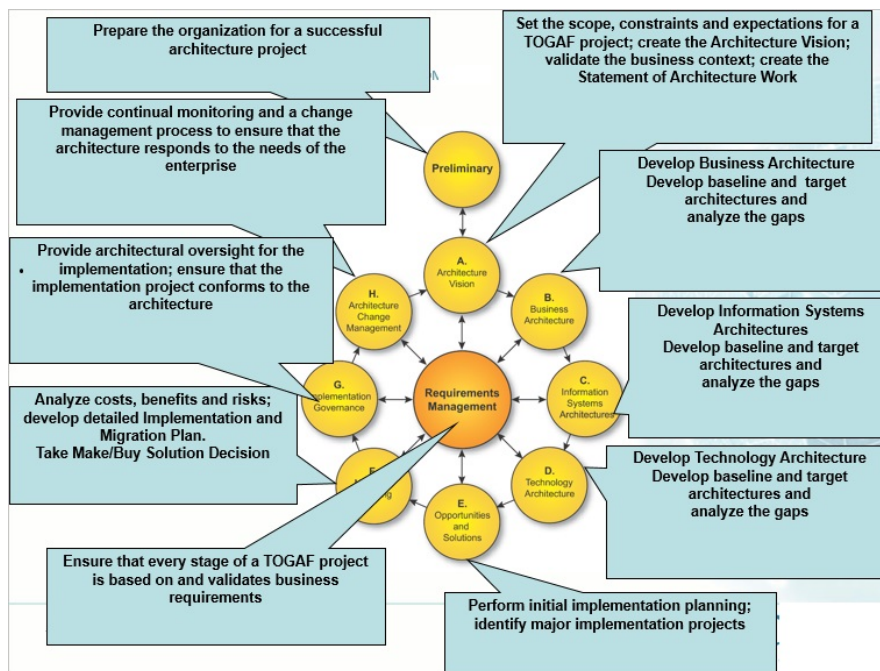 Prepare the organization for a successful
architecture project
Set the scope, constraints and expectations for a
TOGAF project; create the Architecture Vision;
validate the business context; create the
Statement of Architecture Work
Provide continual monitoring and a change
management process to ensure that the
architecture responds to the needs of the
enterprise
Preliminary
Develop Business Architecture
Develop baseline and target
architectures and
analyze the gaps
Provide architectural oversight for the
implementation; ensure that the
implementation project conforms to the
architecture
A.
Architecture
Vision
H.
Architecture
Change
Management
B.
Business
Architecture
Develop Information Systems
Architectures
Develop baseline and target
architectures and
analyze the gaps
G.
Implementation
Governance
Requirements
Management
C.
Information
Systems
Architectures
Analyze costs, benefits and risks;
develop detailed Implementation and
Migration Plan.
Take Make/Buy Solution Decision
D.
Technology
Architecture
Develop Technology Architecture
Develop baseline and target
architectures and
analyze the gaps
E.
Opportunities
and
Solutions
Ensure that every stage of a TOGAF project
is based on and validates business
requirements
Perform initial implementation planning;
identify major implementation projects